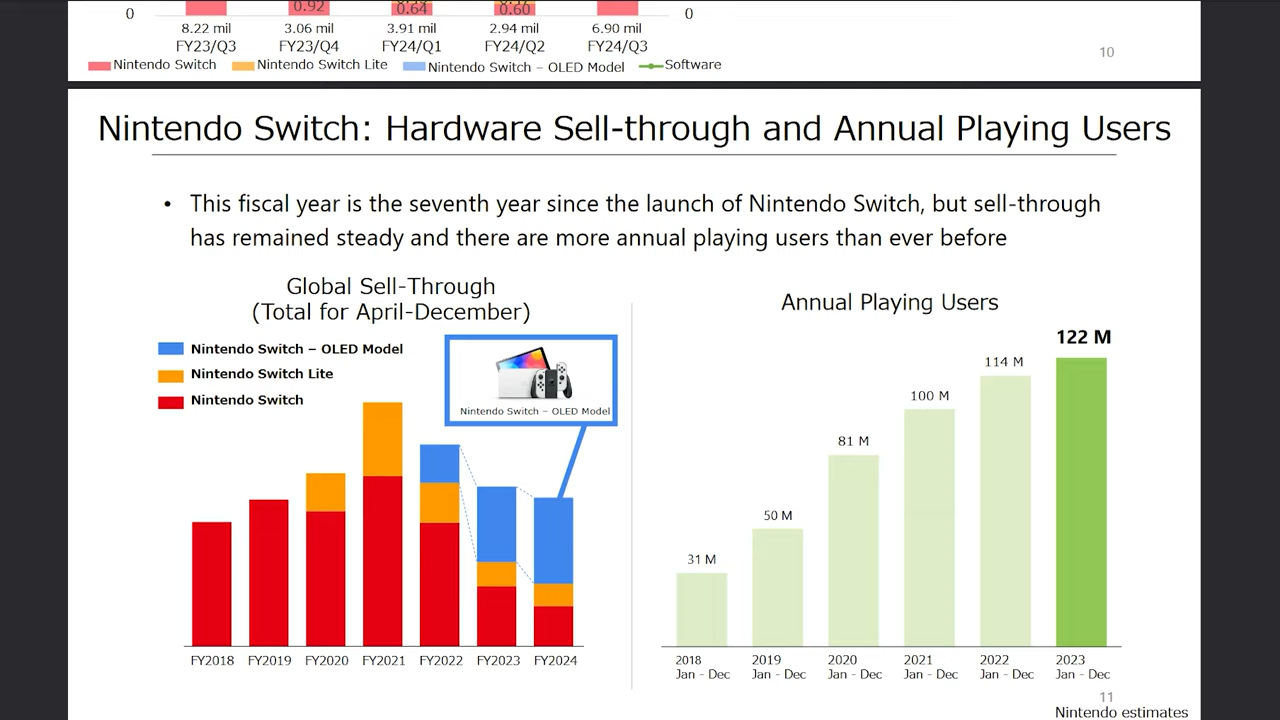 0.92
0.64
0.60
0
0
8.22 mil
3.06 mil
3.91 mil
2.94 mil
6.90 mil
FY23/Q3
FY23/Q4
FY24/Q1
FY24/Q2
FY24/Q3
Nintendo Switch
Nintendo Switch Lite
Nintendo Switch – OLED Model
Software
10
Nintendo Switch: Hardware Sell-through and Annual Playing Users
• This fiscal year is the seventh year since the launch of Nintendo Switch, but sell-through
has remained steady and there are more annual playing users than ever before
Global Sell-Through
(Total for April-December)
Nintendo Switch – OLED Model
Nintendo Switch Lite
Nintendo Switch
Nintendo Switch – OLED Model
FY2018
FY2019
FY2020
FY2021
FY2022
FY2023
FY2024
Annual Playing Users
31 M
50 M
81 M
100 M
114 M
122 M
2018
Jan - Dec
2019
Jan - Dec
2020
Jan - Dec
2021
Jan - Dec
2022
Jan - Dec
2023
Jan - Dec
11
Nintendo estimates